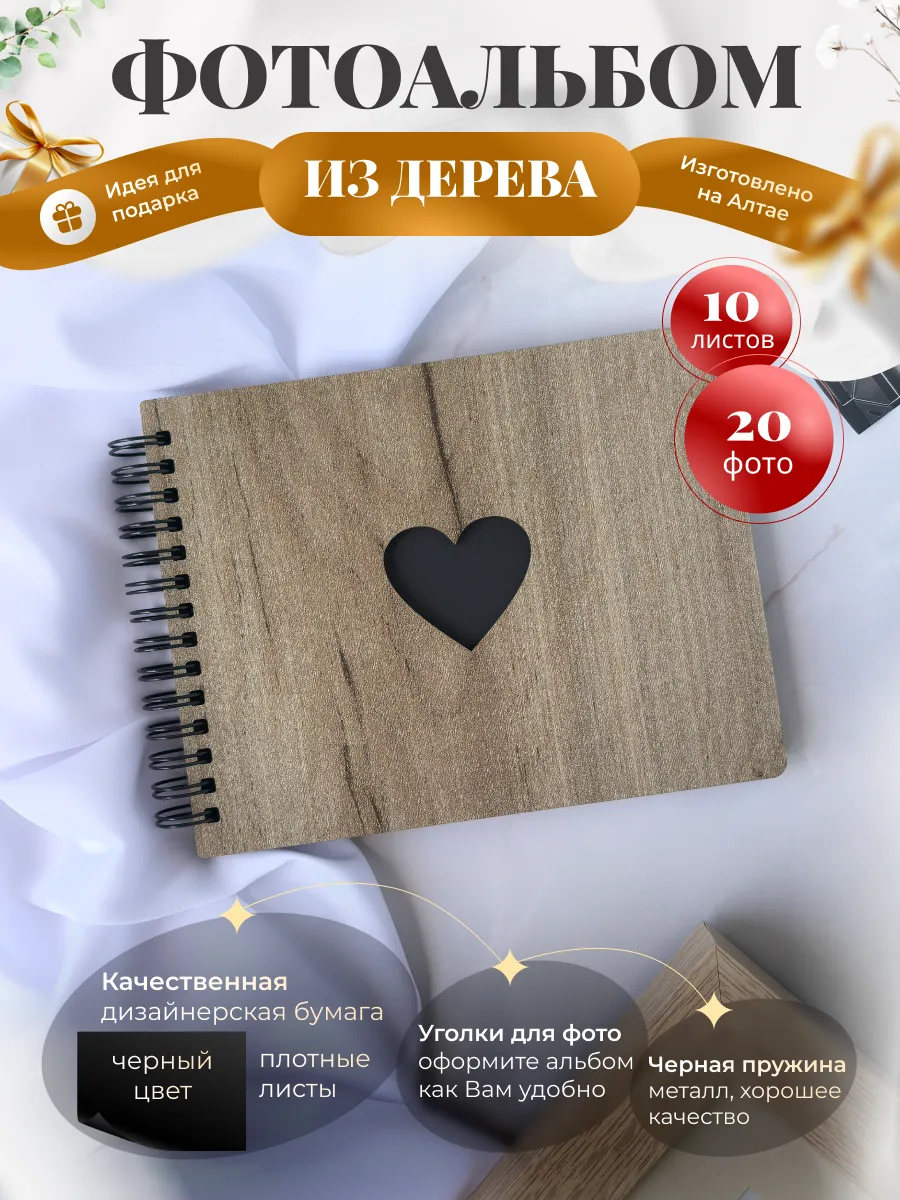 ФОТОАЛЬБОМ
ИЗ ДЕРЕВА
Идея для
подарка
Изготовлено
на Алтае
10
листов
20
фото
Качественная
дизайнерская бумага
черный
цвет
плотные
листы
Уголки для фото
оформите альбом
как Вам удобно
Черная пружина
металл, хорошее
качество